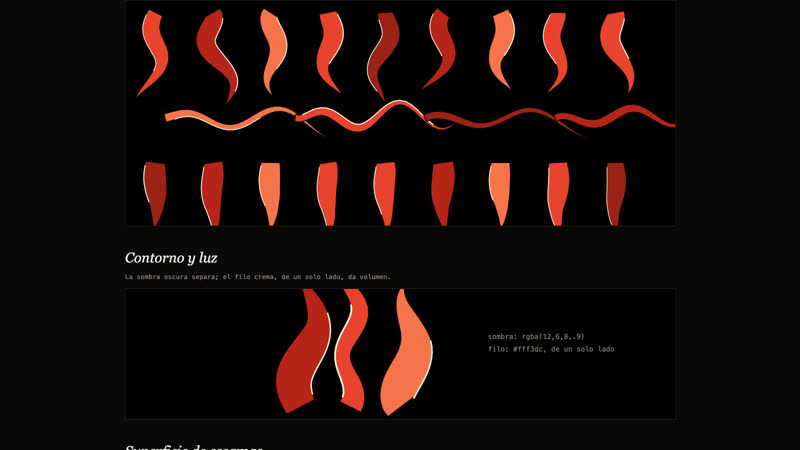 Contorno y luz
La sombra oscura separa; el filo crema, de un solo lado, da volumen.
sombra: rgba(12,6,8,.9)
filo: #fff3dc, de un solo lado